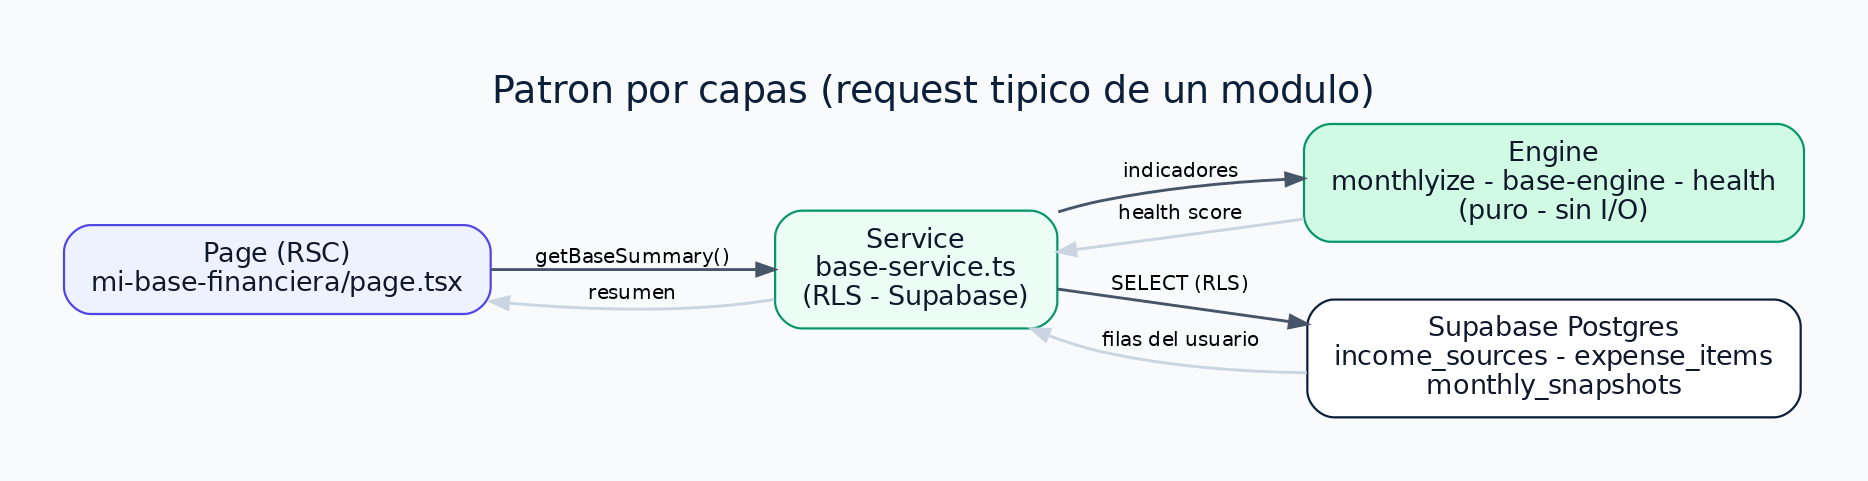 Patron por capas (request tipico de un modulo)
Page (RSC)
mi-base-financiera/page.tsx
getBaseSummary()
resumen
Service
base-service.ts
(RLS - Supabase)
indicadores
health score
SELECT (RLS)
filas del usuario
Engine
monthlyize - base-engine - health
(puro - sin I/O)
Supabase Postgres
income_sources - expense_items
monthly_snapshots